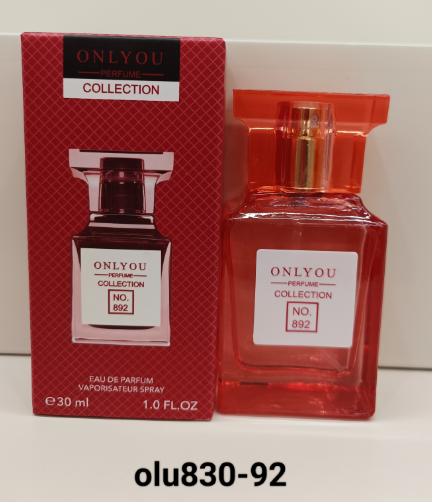 ONLYOU
PERFUME
COLLECTION
ONLYOU
PERFUME
COLLECTION
NO.
892
EAU DE PARFUM
VAPORISATEUR SPRAY
℮30 ml 1.0 FL.OZ
ONLYOU
PERFUME
COLLECTION
NO.
892
olu830-92